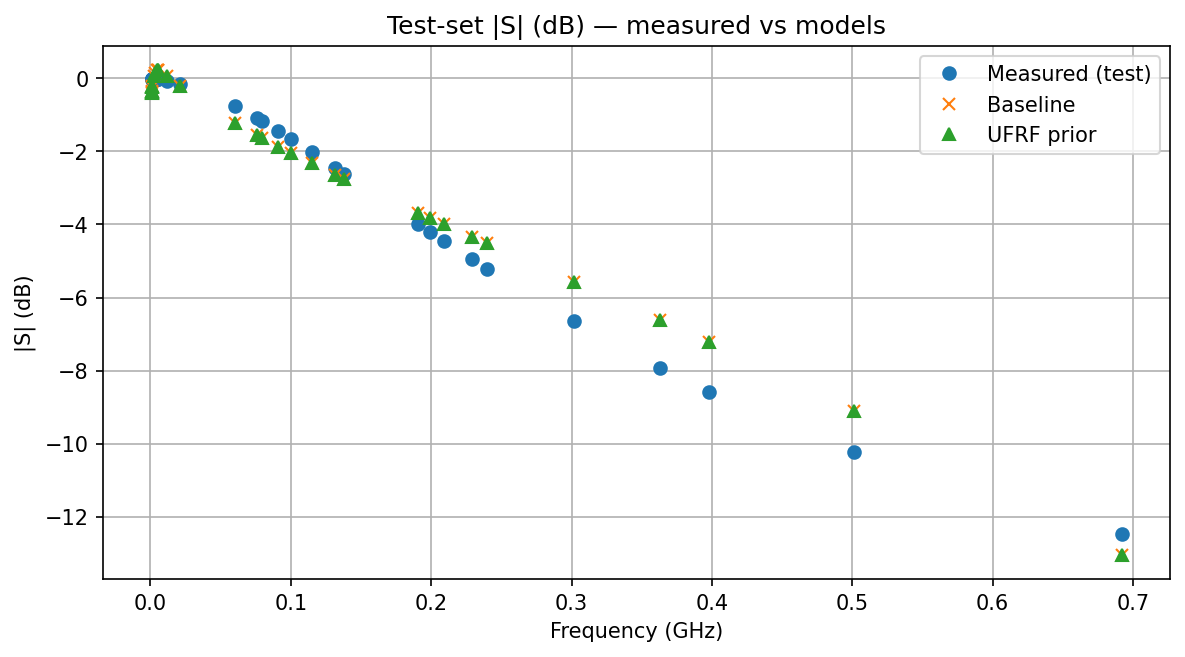 Test-set |S| (dB) — measured vs models
Measured (test)
Baseline
UFRF prior
|S| (dB)
0
−2
−4
−6
−8
−10
−12
0.0 0.1 0.2 0.3 0.4 0.5 0.6 0.7
Frequency (GHz)